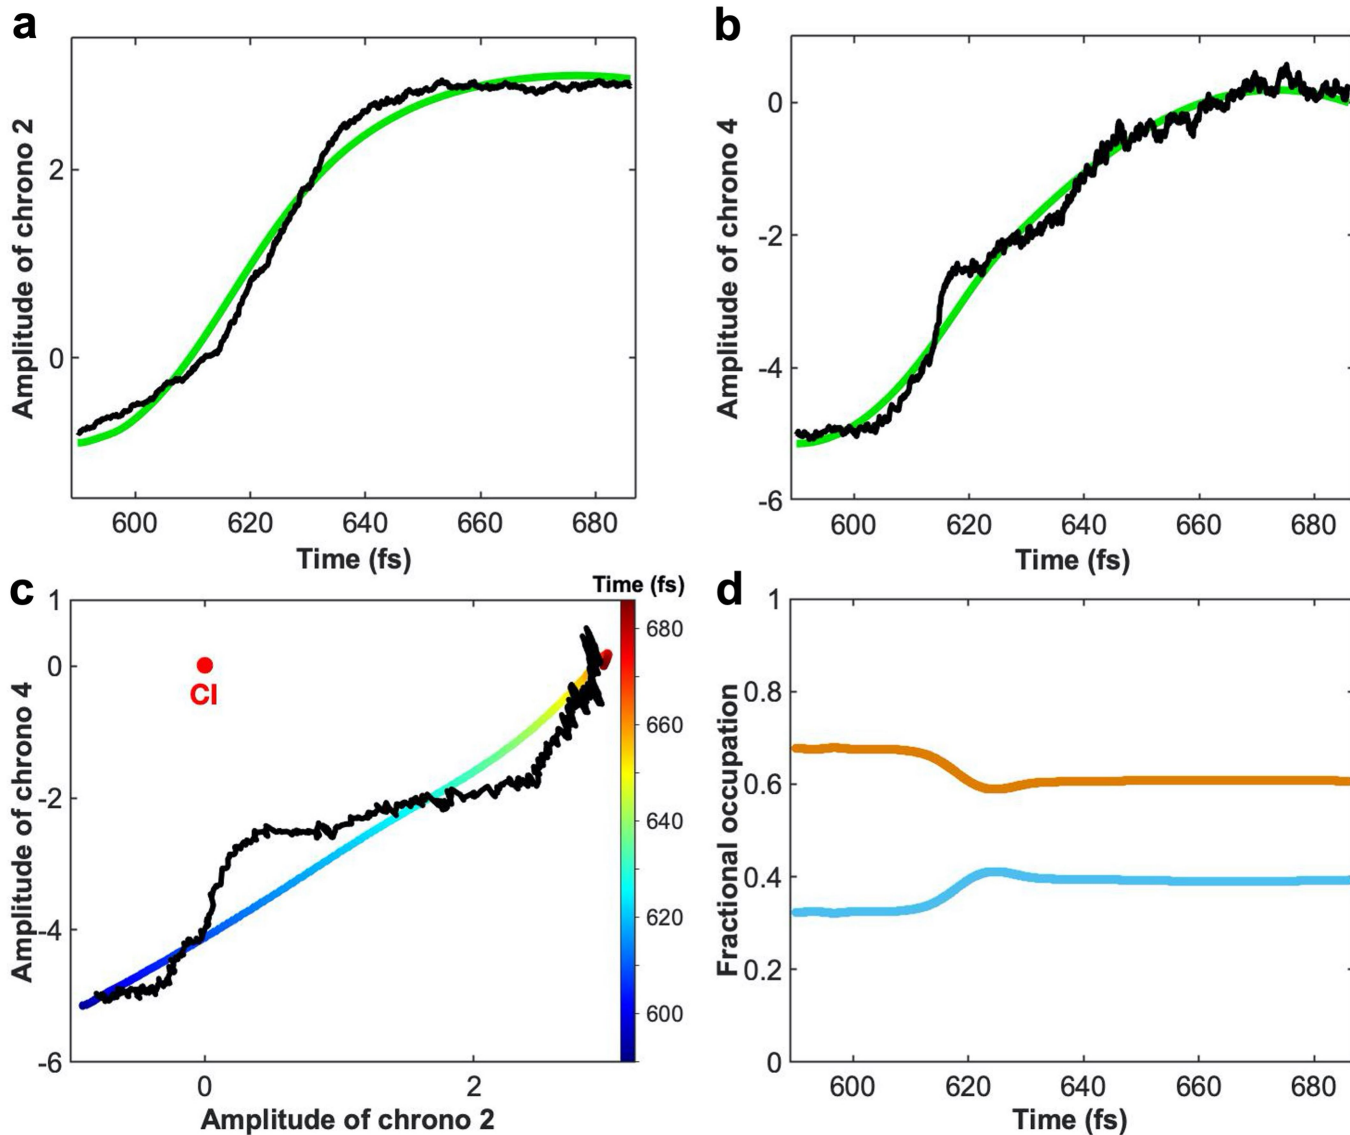 a
Amplitude of chrono 2
2
0
600 620 640 660 680
Time (fs)
b
Amplitude of chrono 4
0
-2
-4
-6
600 620 640 660 680
Time (fs)
c
Time (fs)
Amplitude of chrono 4
1
0
-2
-4
-6
CI
0 2
Amplitude of chrono 2
680
660
640
620
600
d
Fractional occupation
1
0.8
0.6
0.4
0.2
0
600 620 640 660 680
Time (fs)